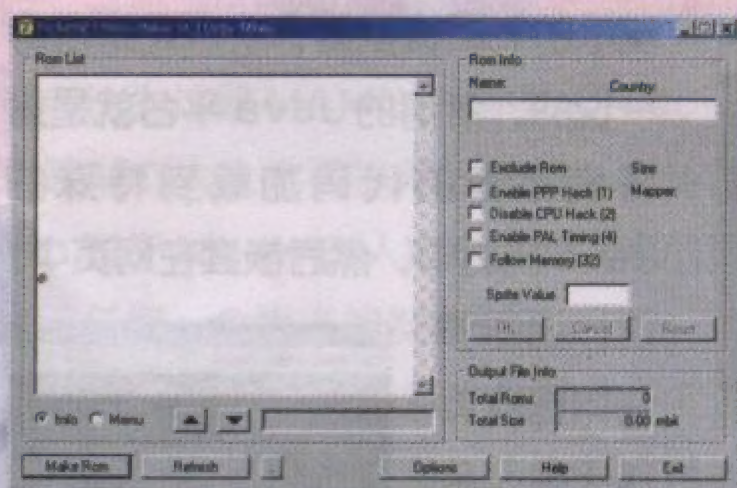 Rom List
Rom Info
Name:
Country
Exclude Rom
Size
Enable PPP Hack (1)
Mapper:
Disable CPU Hack (2)
Enable PAL Timing (4)
Follow Memory (32)
Sprite Value
OK
Cancel
Reset
Output File Info
Total Roms
0
Total Size
0.00 mbit
Info
Menu
Make Rom
Refresh
Options
Help
Exit